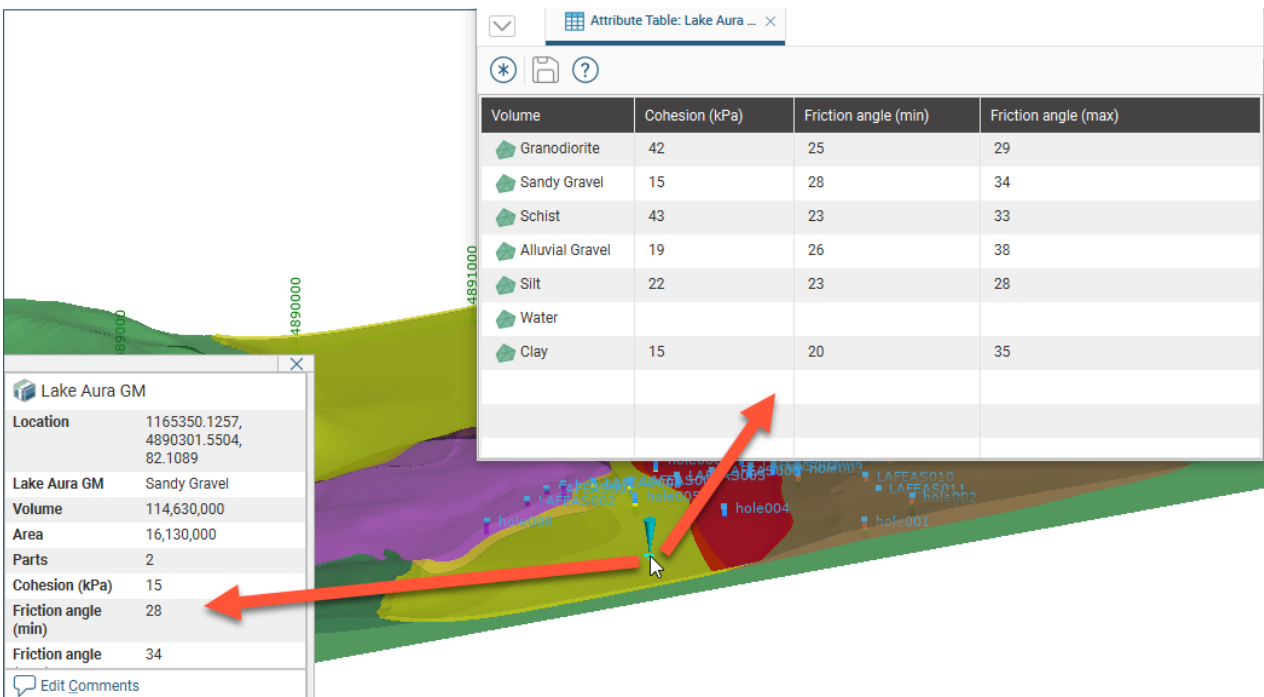 Attribute Table: Lake Aura ...
Volume Cohesion (kPa) Friction angle (min) Friction angle (max)
Granodiorite 42 25 29
Sandy Gravel 15 28 34
Schist 43 23 33
Alluvial Gravel 19 26 38
Silt 22 23 28
Water
Clay 15 20 35
4891000
4890000
Lake Aura GM
Location 1165350.1257,
4890301.5504,
82.1089
Lake Aura GM Sandy Gravel
Volume 114,630,000
Area 16,130,000
Parts 2
Cohesion (kPa) 15
Friction angle 28
(min)
Friction angle 34
Edit Comments
LAFEAS010
LAFEAS011
hole002
hole005
hole004
hole001